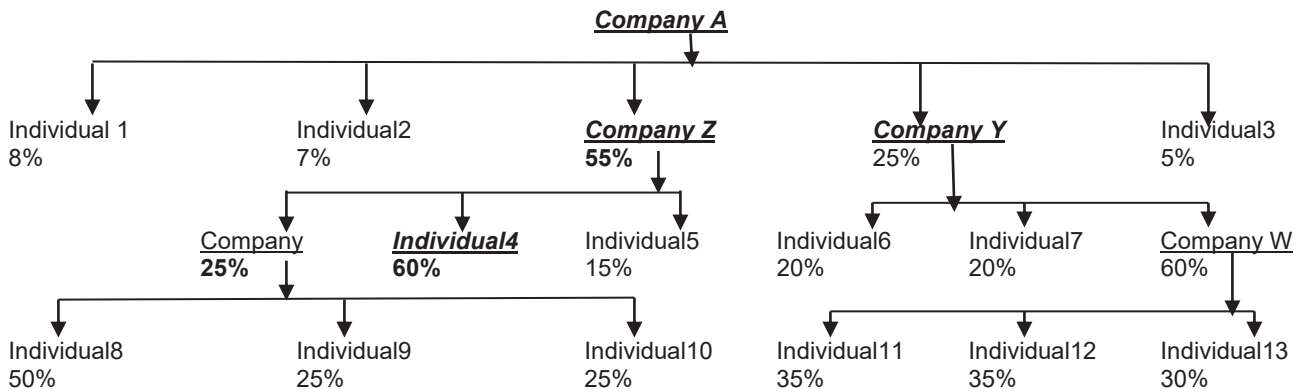 Company A
Individual 1 Individual2 Company Z Company Y Individual3
8% 7% 55% 25% 5%
Company Individual4 Individual5 Individual6 Individual7 Company W
25% 60% 15% 20% 20% 60%
Individual8 Individual9 Individual10 Individual11 Individual12 Individual13
50% 25% 25% 35% 35% 30%